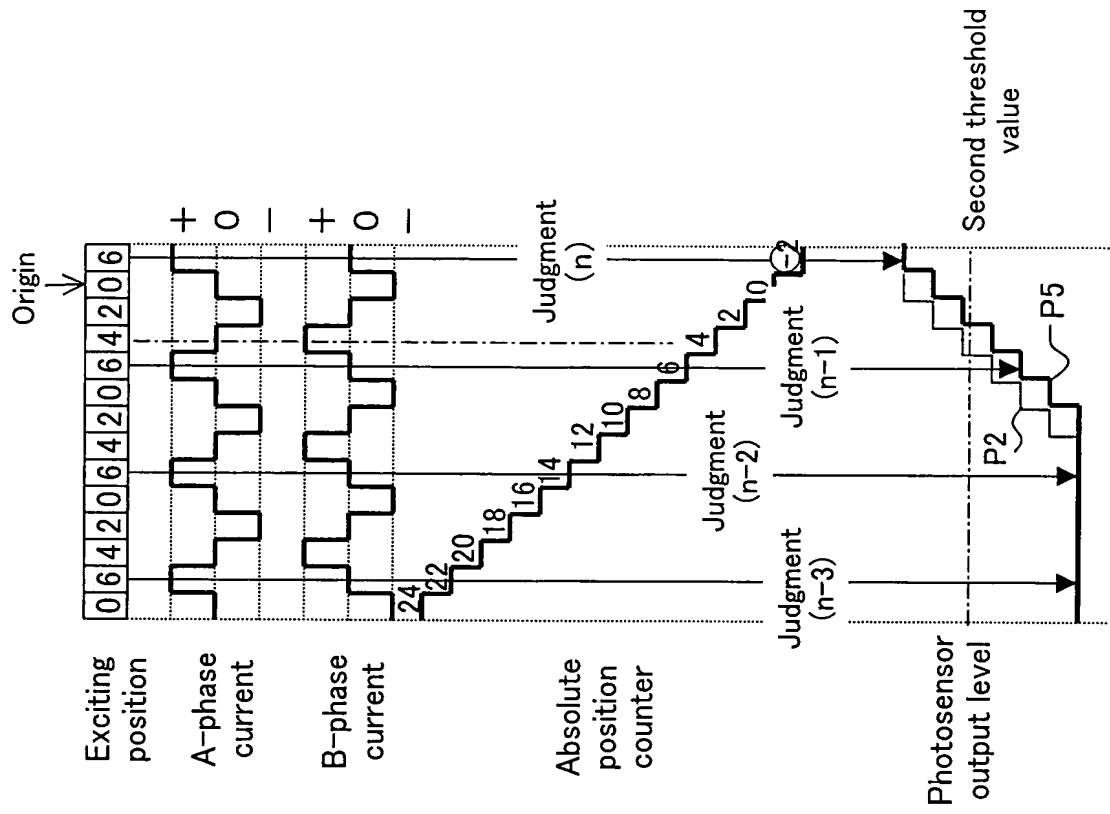 Origin
Exciting position
0 6 4 2 0 6 4 2 0 6 4 2 0 6
A-phase current
+
0
−
B-phase current
+
0
−
Absolute position counter
24
22
20
18
16
14
12
10
8
6
4
2
0
-2
Judgment (n-3)
Judgment (n-2)
Judgment (n-1)
Judgment (n)
Photosensor output level
Second threshold value
P2
P5